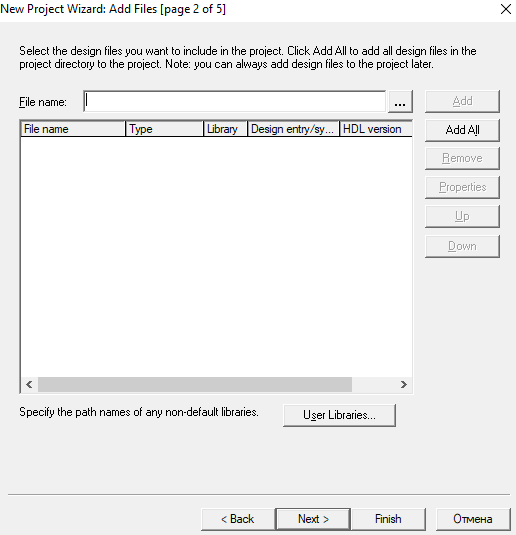 New Project Wizard: Add Files [page 2 of 5]
Select the design files you want to include in the project. Click Add All to add all design files in the
project directory to the project. Note: you can always add design files to the project later.
File name: ... Add
File name Type Library Design entry/sy... HDL version Add All
Remove
Properties
Up
Down
Specify the path names of any non-default libraries. User Libraries...
< Back Next > Finish Отмена